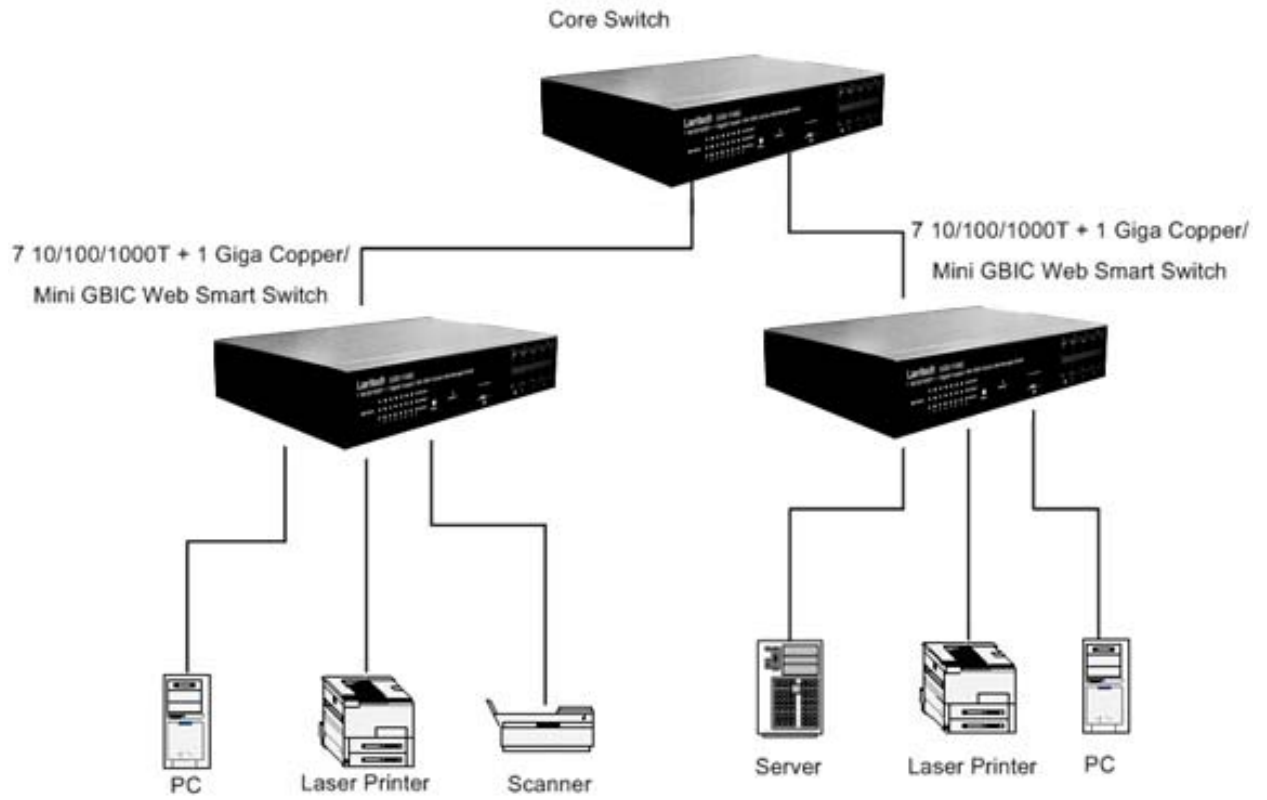 Core Switch
7 10/100/1000T + 1 Giga Copper/
Mini GBIC Web Smart Switch
7 10/100/1000T + 1 Giga Copper/
Mini GBIC Web Smart Switch
PC
Laser Printer
Scanner
Server
Laser Printer
PC